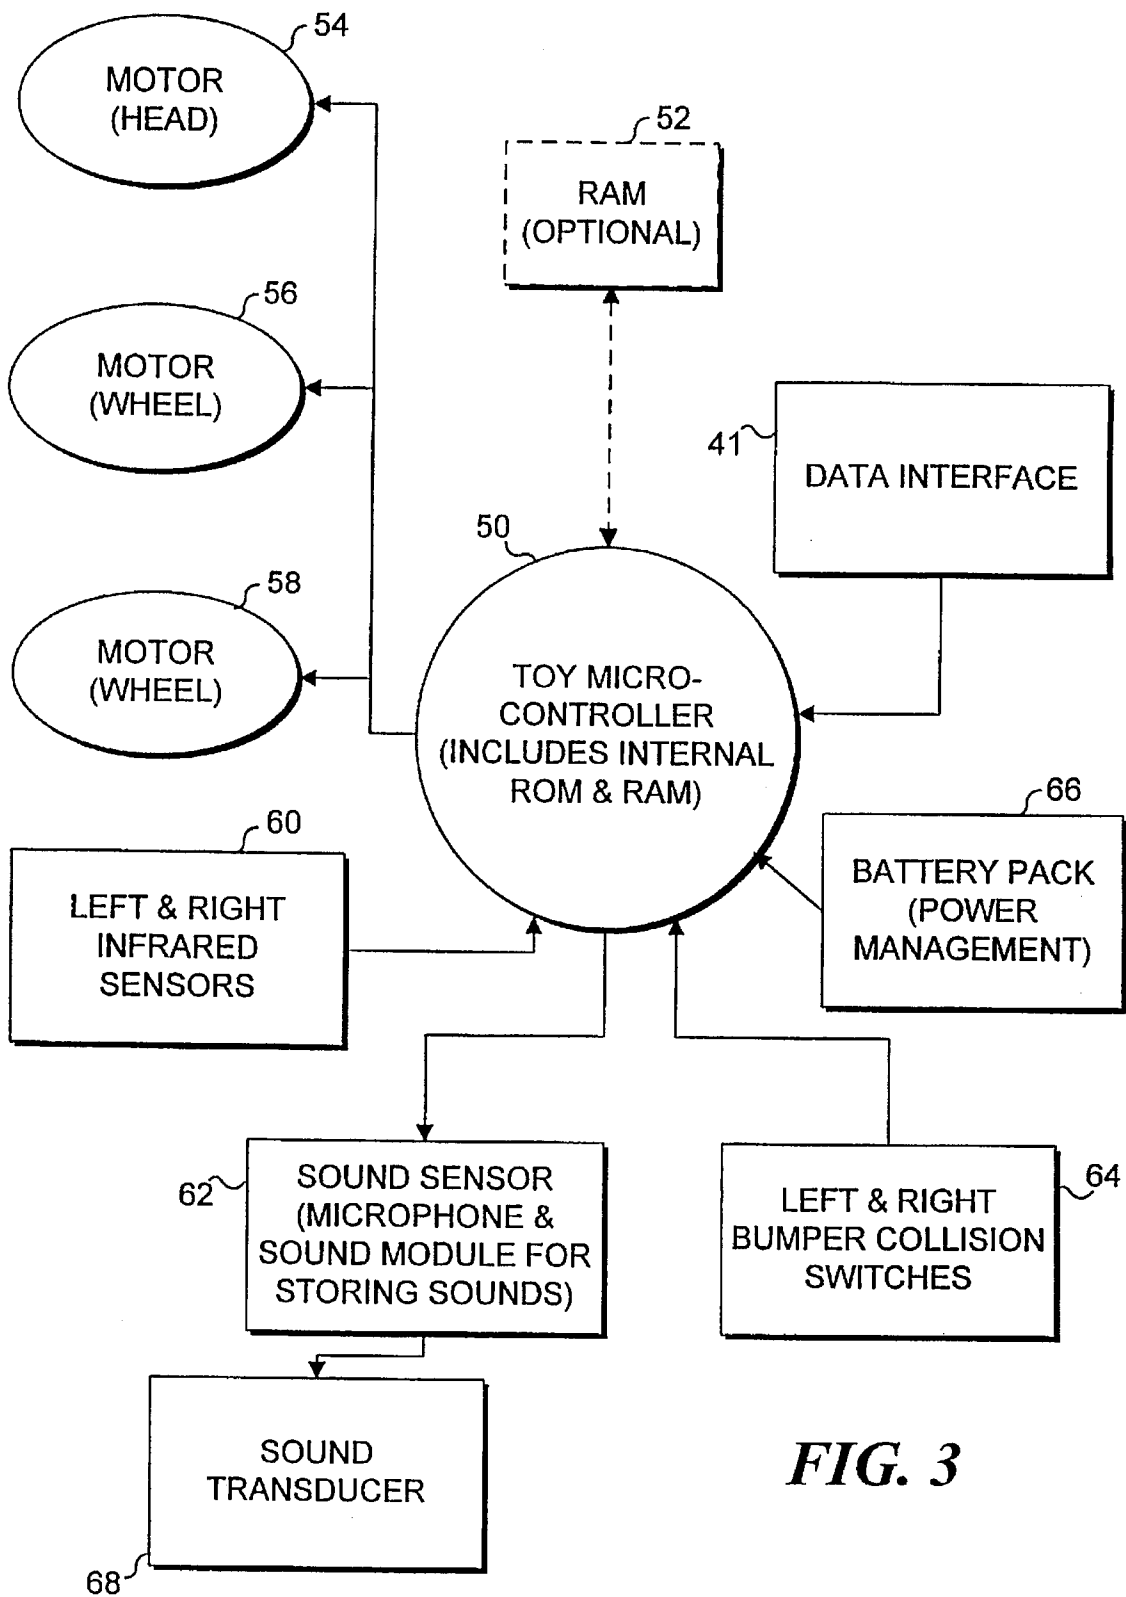 54
MOTOR
(HEAD)
52
RAM
(OPTIONAL)
56
MOTOR
(WHEEL)
41
DATA INTERFACE
50
58
MOTOR
(WHEEL)
TOY MICRO-
CONTROLLER
(INCLUDES INTERNAL
ROM & RAM)
66
BATTERY PACK
(POWER
MANAGEMENT)
60
LEFT & RIGHT
INFRARED
SENSORS
62
SOUND SENSOR
(MICROPHONE &
SOUND MODULE FOR
STORING SOUNDS)
64
LEFT & RIGHT
BUMPER COLLISION
SWITCHES
SOUND
TRANSDUCER
68
FIG. 3